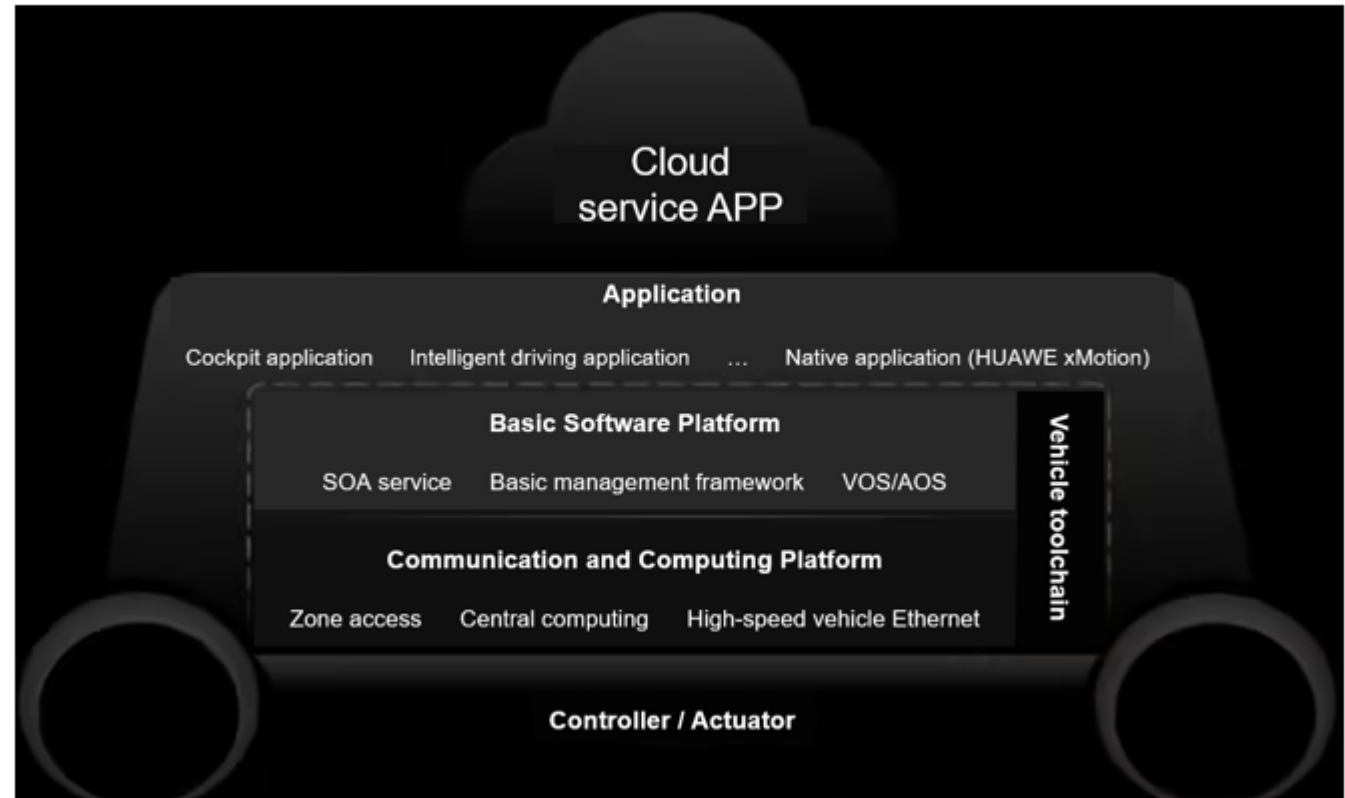 Cloud
service APP
Application
Cockpit application Intelligent driving application … Native application (HUAWE xMotion)
Basic Software Platform
SOA service Basic management framework VOS/AOS
Communication and Computing Platform
Zone access Central computing High-speed vehicle Ethernet
Vehicle toolchain
Controller / Actuator